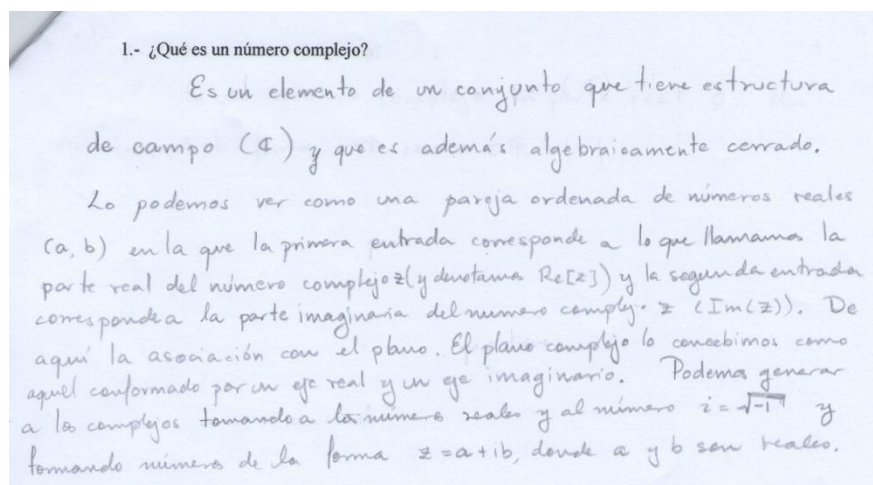 1.- ¿Qué es un número complejo?
Es un elemento de un conjunto que tiene estructura
de campo (ℂ) y que es además algebraicamente cerrado.
Lo podemos ver como una pareja ordenada de números reales
(a, b) en la que la primera entrada corresponde a lo que llamamos la
parte real del número complejo z (y denotamos Re[z]) y la segunda entrada
corresponde a la parte imaginaria del numero complejo z (Im(z)). De
aquí la asociación con el plano. El plano complejo lo concebimos como
aquél conformado por un eje real y un eje imaginario. Podemos generar
a los complejos tomando a los números reales y al número i = √-1 y
formando números de la forma z = a + ib, donde a y b son reales.